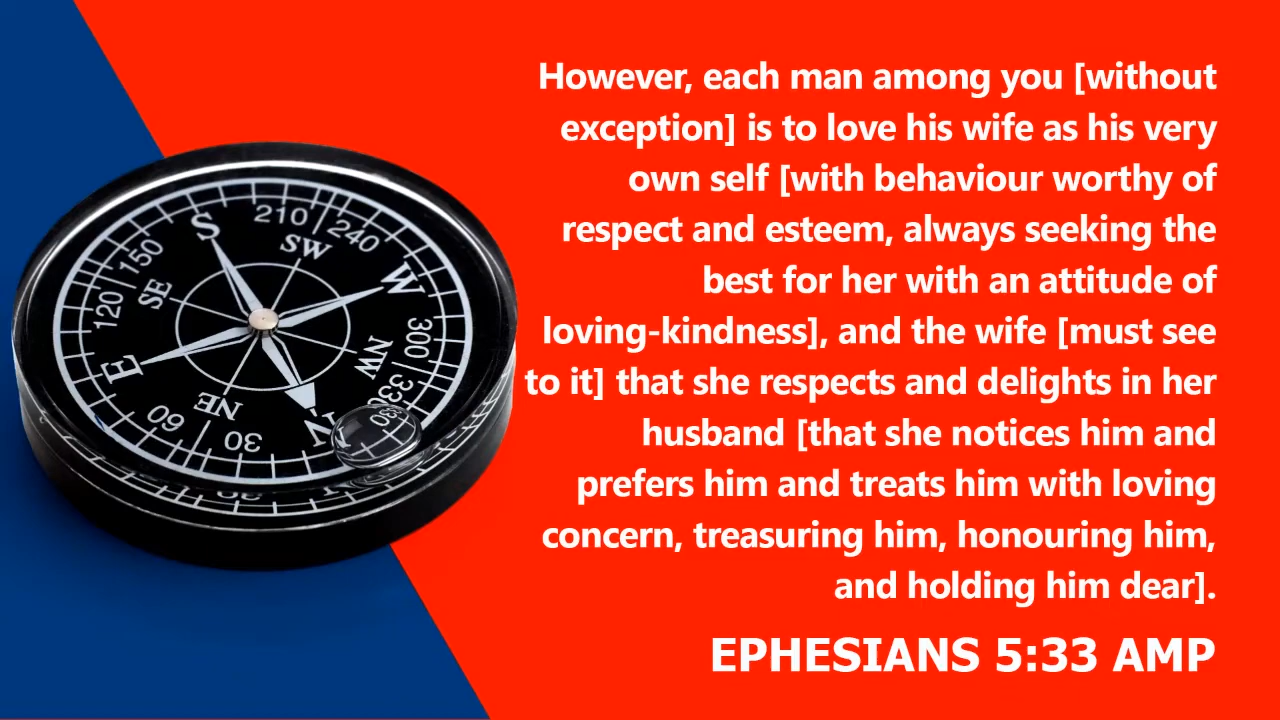 However, each man among you [without
exception] is to love his wife as his very
own self [with behaviour worthy of
respect and esteem, always seeking the
best for her with an attitude of
loving-kindness], and the wife [must see
to it] that she respects and delights in her
husband [that she notices him and
prefers him and treats him with loving
concern, treasuring him, honouring him,
and holding him dear].
EPHESIANS 5:33 AMP
S
210
SW
240
W
300
NW
330
N
30
NE
60
E
120
SE
150